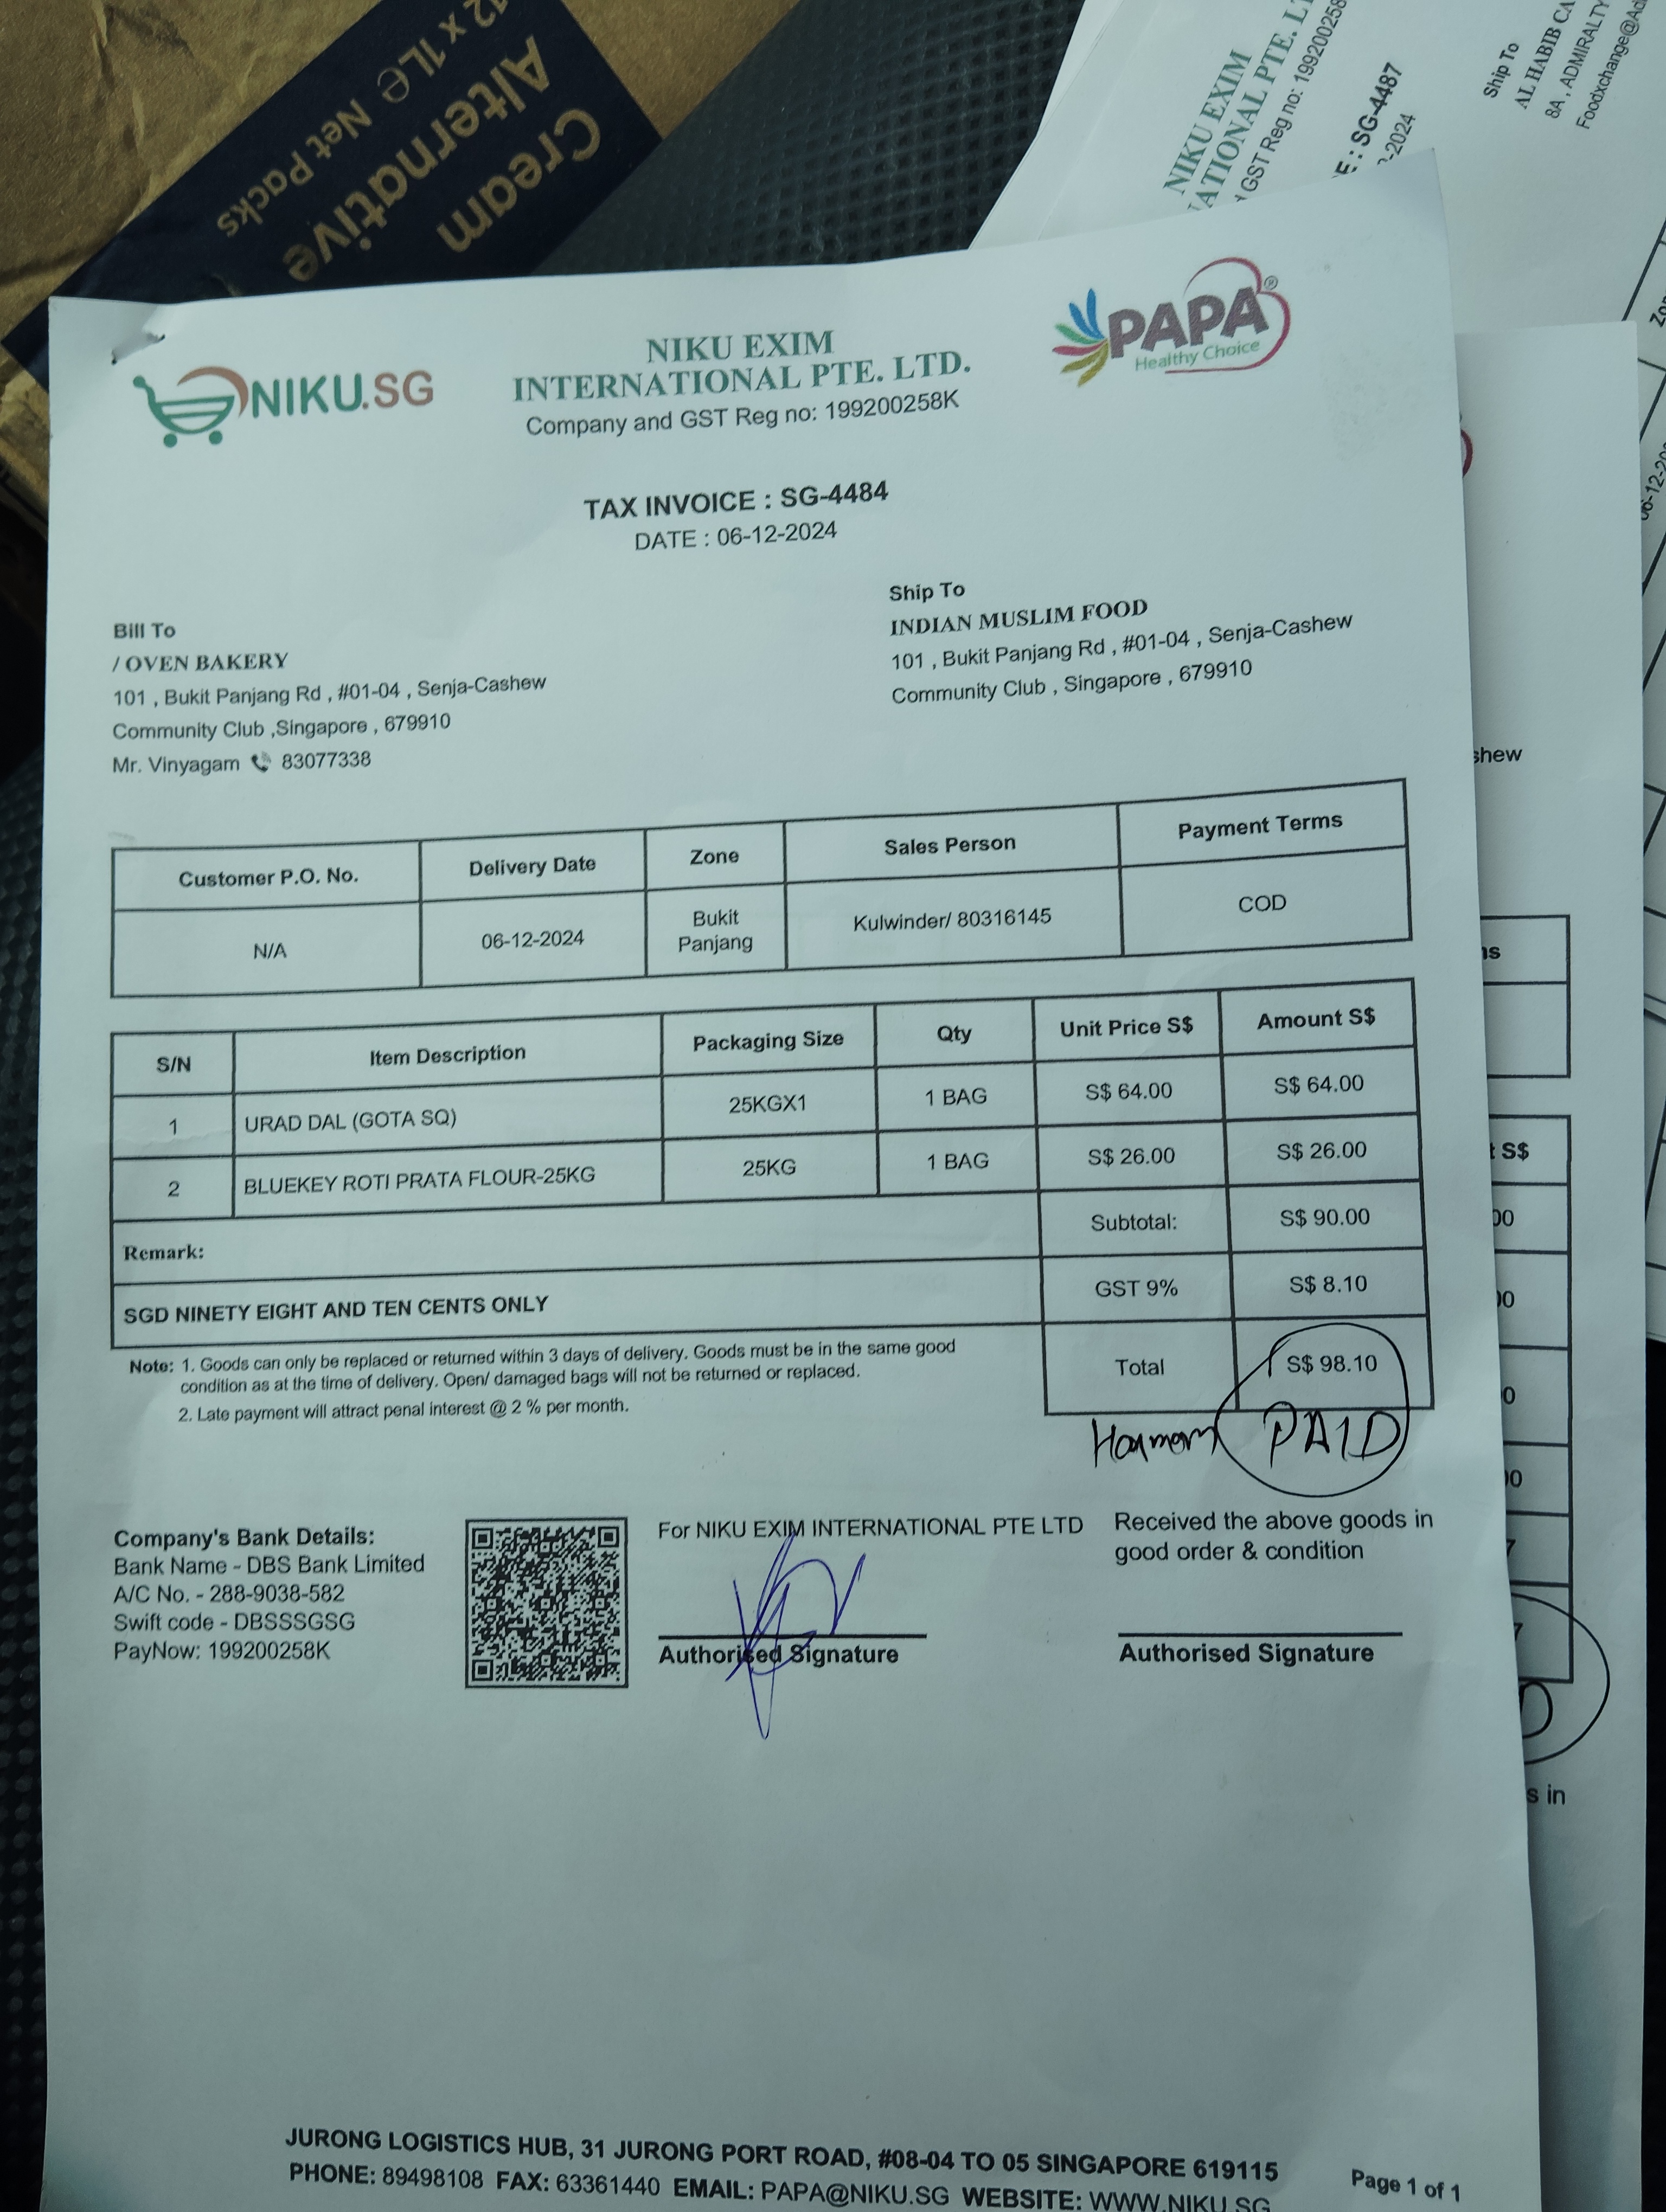 Cream
Alternative
12 x 1L e Net Packs
NIKU EXIM
NATIONAL PTE. L
GST Reg no: 199200258
E : SG-4487
-2024
Ship To
AL HABIB CA
8A , ADMIRALTY
Foodxchange@Ad
NIKU.SG
NIKU EXIM
INTERNATIONAL PTE. LTD.
Company and GST Reg no: 199200258K
PAPA®
Healthy Choice
TAX INVOICE : SG-4484
DATE : 06-12-2024
Bill To
/ OVEN BAKERY
101 , Bukit Panjang Rd , #01-04 , Senja-Cashew
Community Club ,Singapore , 679910
Mr. Vinyagam 83077338
Ship To
INDIAN MUSLIM FOOD
101 , Bukit Panjang Rd , #01-04 , Senja-Cashew
Community Club , Singapore , 679910
Customer P.O. No. Delivery Date Zone Sales Person Payment Terms
N/A 06-12-2024 Bukit Panjang Kulwinder/ 80316145 COD
S/N Item Description Packaging Size Qty Unit Price S$ Amount S$
1 URAD DAL (GOTA SQ) 25KGX1 1 BAG S$ 64.00 S$ 64.00
2 BLUEKEY ROTI PRATA FLOUR-25KG 25KG 1 BAG S$ 26.00 S$ 26.00
Remark: Subtotal: S$ 90.00
SGD NINETY EIGHT AND TEN CENTS ONLY GST 9% S$ 8.10
Total S$ 98.10
Note: 1. Goods can only be replaced or returned within 3 days of delivery. Goods must be in the same good
condition as at the time of delivery. Open/ damaged bags will not be returned or replaced.
2. Late payment will attract penal interest @ 2 % per month.
PAID
Company's Bank Details:
Bank Name - DBS Bank Limited
A/C No. - 288-9038-582
Swift code - DBSSSGSG
PayNow: 199200258K
For NIKU EXIM INTERNATIONAL PTE LTD
Authorised Signature
Received the above goods in
good order & condition
Authorised Signature
JURONG LOGISTICS HUB, 31 JURONG PORT ROAD, #08-04 TO 05 SINGAPORE 619115
PHONE: 89498108 FAX: 63361440 EMAIL: PAPA@NIKU.SG WEBSITE: WWW.NIKU.SG
Page 1 of 1
06-12-20
shew
S$
s in